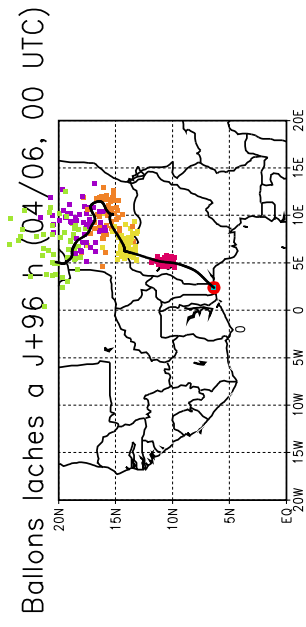 Ballons laches a J+96 h (04/06, 00 UTC)
20N
15N
10N
5N
0
EQ
20W 15W 10W 5W 0 5E 10E 15E 20E